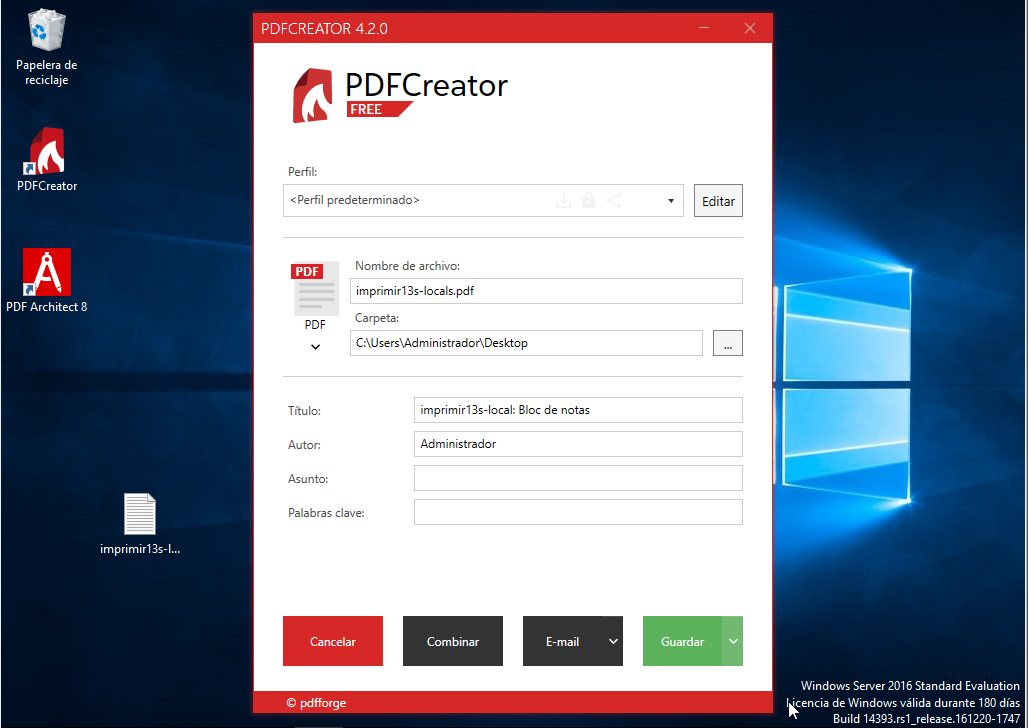 Papelera de
reciclaje
PDFCreator
PDF Architect 8
imprimir13s-l...
PDFCREATOR 4.2.0
PDFCreator
FREE
Perfil:
<Perfil predeterminado>
Editar
PDF
PDF
Nombre de archivo:
imprimir13s-locals.pdf
Carpeta:
C:\Users\Administrador\Desktop
...
Título:
imprimir13s-local: Bloc de notas
Autor:
Administrador
Asunto:
Palabras clave:
Cancelar
Combinar
E-mail
Guardar
© pdfforge
Windows Server 2016 Standard Evaluation
Licencia de Windows válida durante 180 días
Build 14393.rs1_release.161220-1747